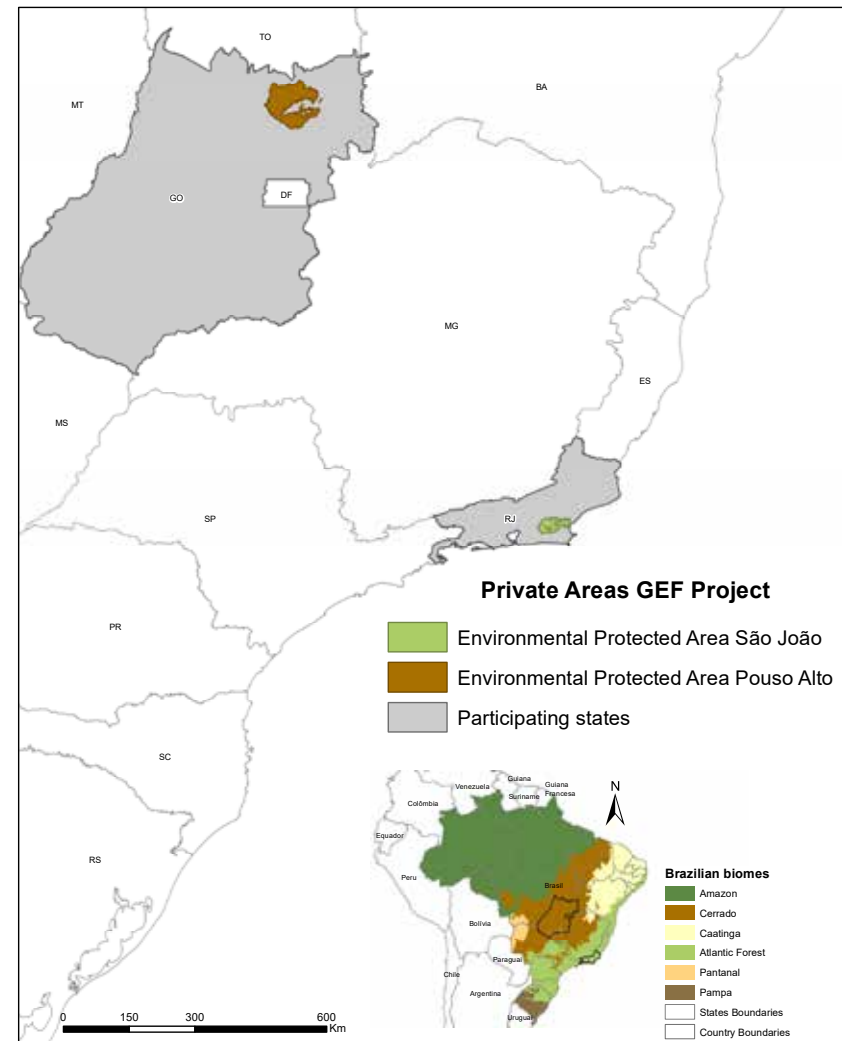 TO
MT
BA
GO
DF
MG
ES
MS
SP
RJ
PR
SC
RS
Private Areas GEF Project
Environmental Protected Area São João
Environmental Protected Area Pouso Alto
Participating states
Venezuela
Guiana
Suriname
Guiana
Francesa
Colômbia
Equador
Peru
Brasil
Bolívia
Paraguai
Chile
Argentina
Uruguai
N
Brazilian biomes
Amazon
Cerrado
Caatinga
Atlantic Forest
Pantanal
Pampa
States Boundaries
Country Boundaries
0 150 300 600
Km